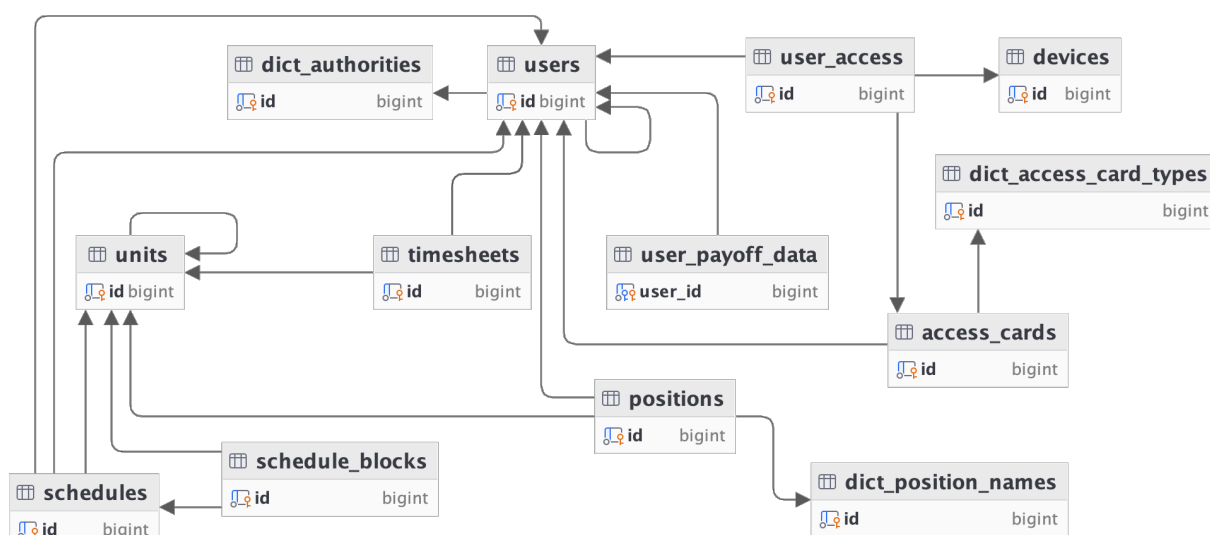 dict_authorities
id bigint
users
id bigint
user_access
id bigint
devices
id bigint
dict_access_card_types
id bigint
units
id bigint
timesheets
id bigint
user_payoff_data
user_id bigint
access_cards
id bigint
positions
id bigint
schedule_blocks
id bigint
schedules
id bigint
dict_position_names
id bigint